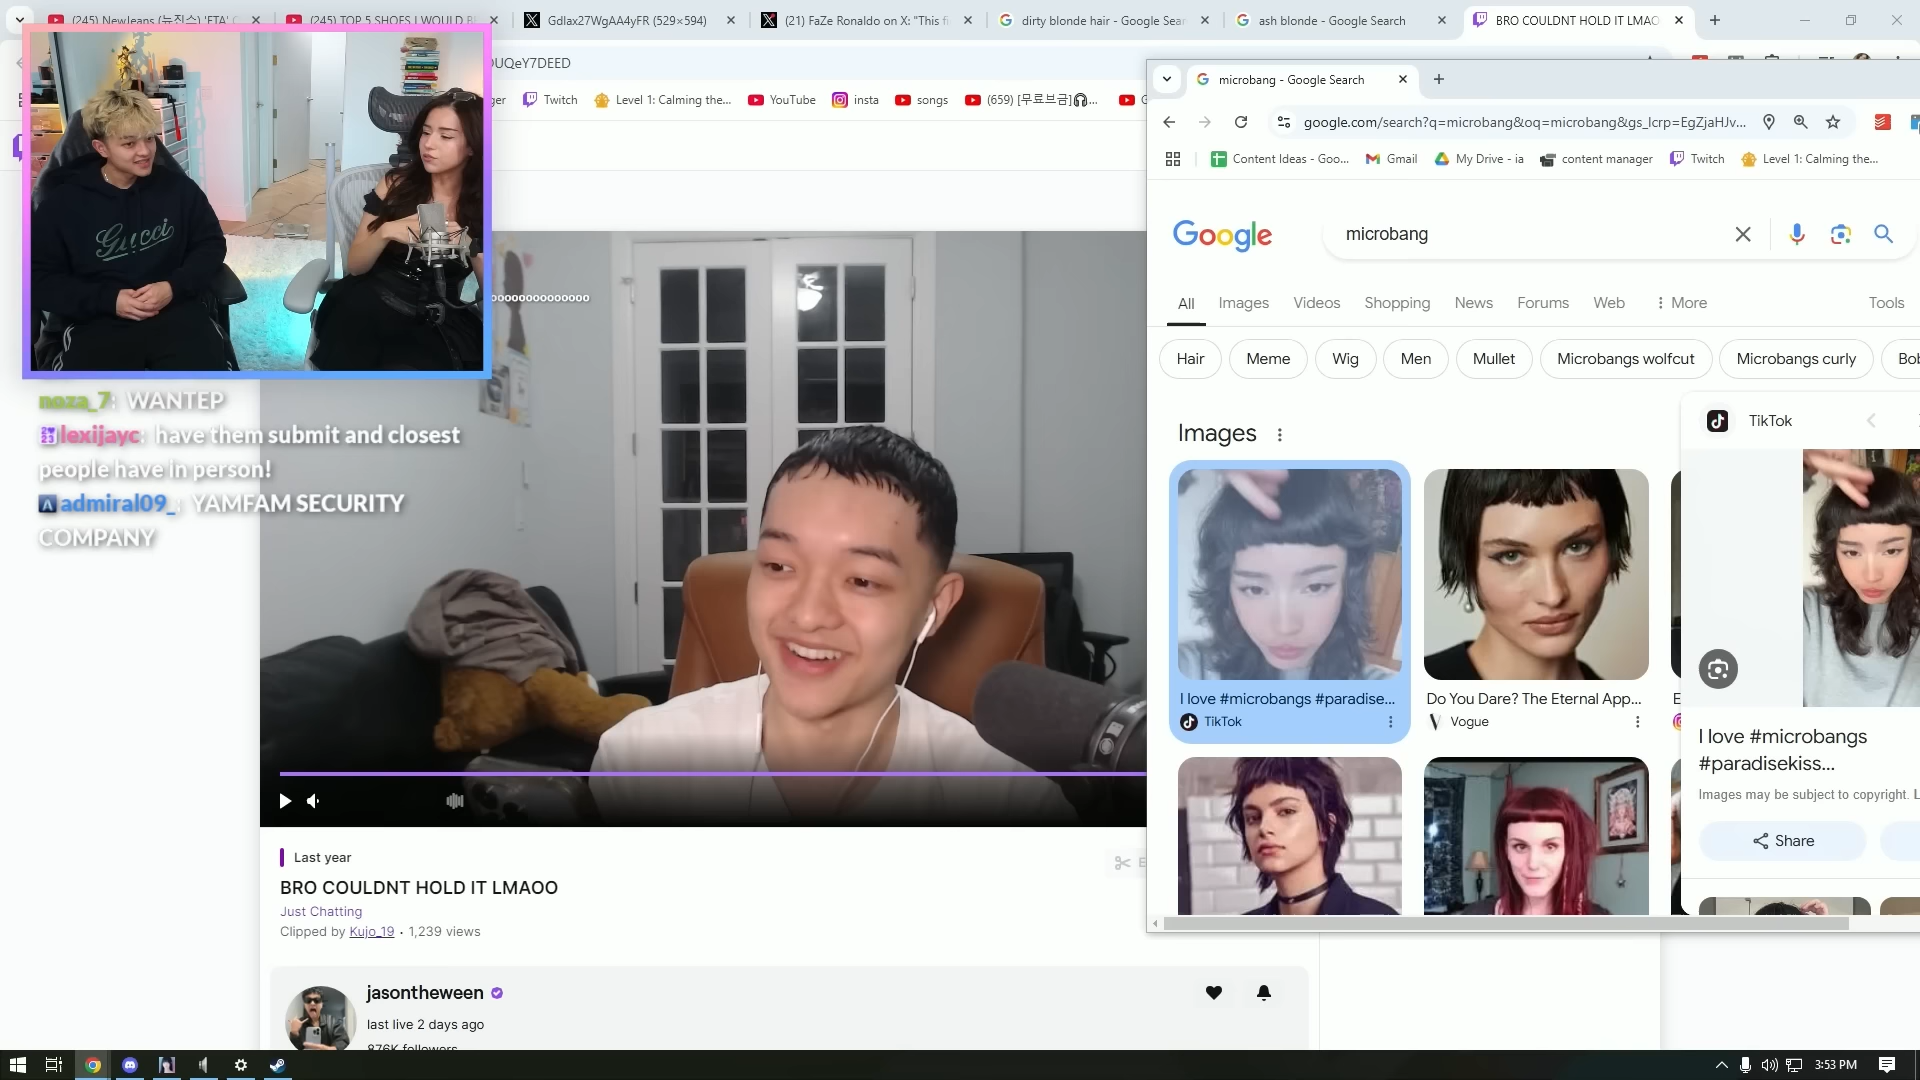 (245) NewJeans (뉴진스) 'ETA'
(245) TOP 5 SHOES I WOULD B
Gdlax27WgAA4yFR (529×594)
(21) FaZe Ronaldo on X: "This f
dirty blonde hair - Google Sear
ash blonde - Google Search
BRO COULDNT HOLD IT LMAO
UQeY7DEED
ger
Twitch
Level 1: Calming the...
YouTube
insta
songs
(659) [무료브금]🎧...
GUCCI
oooooooooooooo
noza_7: WANTEP
lexijayc: have them submit and closest
people have in person!
admiral09_: YAMFAM SECURITY
COMPANY
Last year
BRO COULDNT HOLD IT LMAOO
Just Chatting
Clipped by Kujo_19 • 1,239 views
jasontheween
last live 2 days ago
876K followers
microbang - Google Search
google.com/search?q=microbang&oq=microbang&gs_lcrp=EgZjaHJv...
Content Ideas - Goo...
Gmail
My Drive - ia
content manager
Twitch
Level 1: Calming the...
Google
microbang
All
Images
Videos
Shopping
News
Forums
Web
More
Tools
Hair
Meme
Wig
Men
Mullet
Microbangs wolfcut
Microbangs curly
Bob
Images
I love #microbangs #paradise...
TikTok
Do You Dare? The Eternal App...
Vogue
E
TikTok
I love #microbangs
#paradisekiss...
Images may be subject to copyright. L
Share
3:53 PM